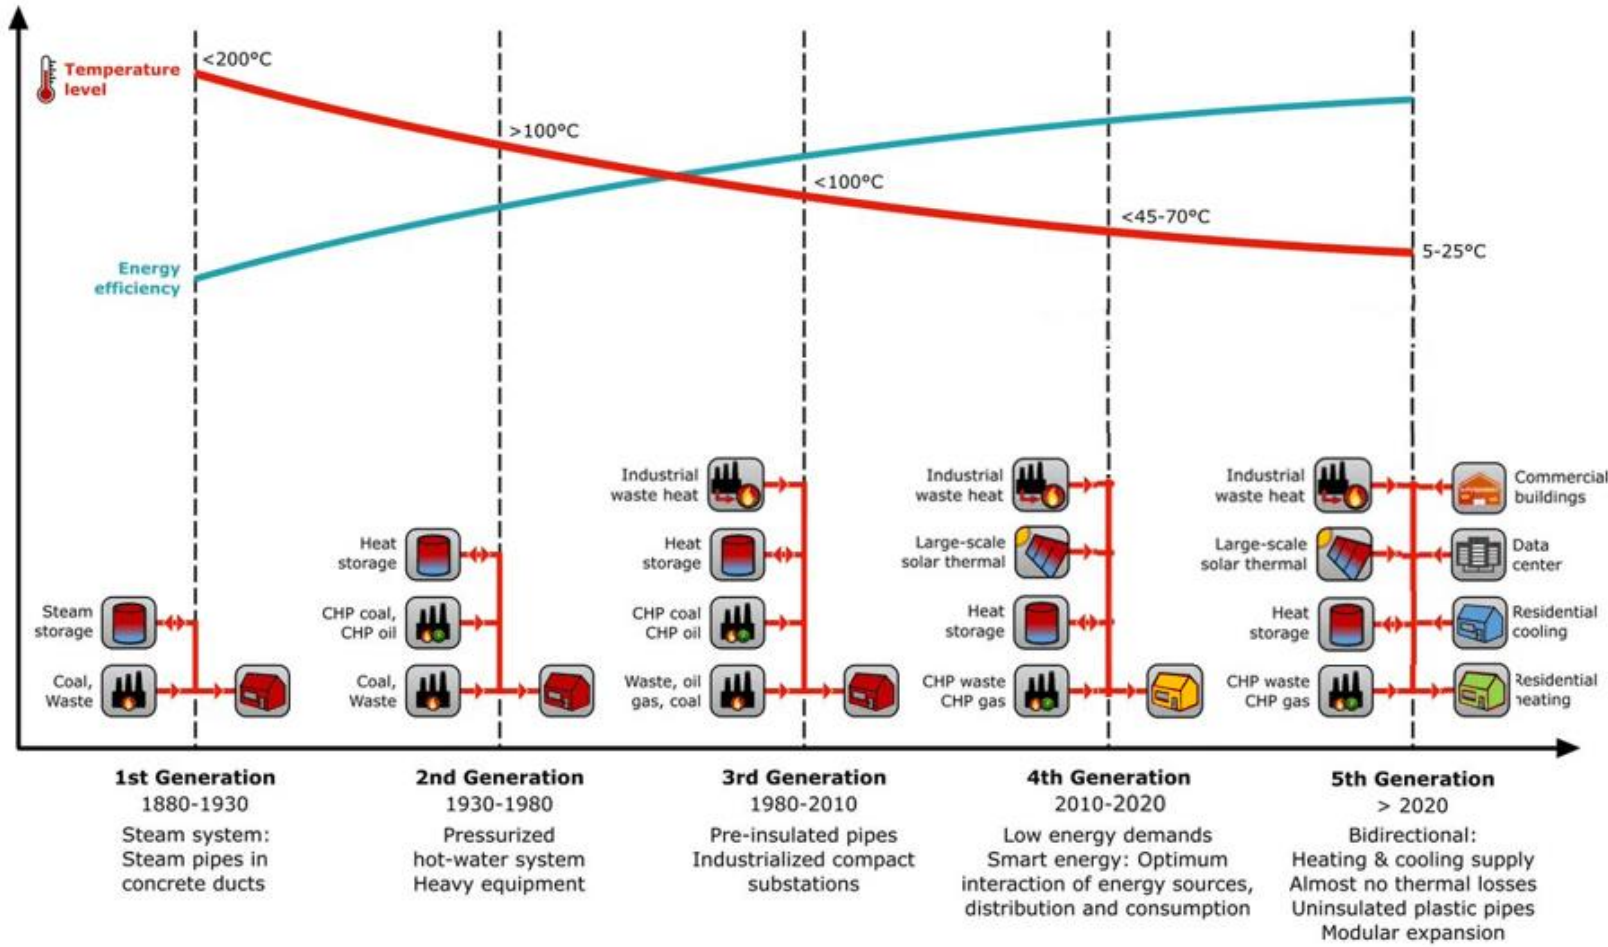 Temperature
level
<200°C
>100°C
<100°C
<45-70°C
5-25°C
Energy
efficiency
Steam
storage
Coal,
Waste
Heat
storage
CHP coal,
CHP oil
Coal,
Waste
Industrial
waste heat
Heat
storage
CHP coal
CHP oil
Waste, oil
gas, coal
Industrial
waste heat
Large-scale
solar thermal
Heat
storage
CHP waste
CHP gas
Industrial
waste heat
Large-scale
solar thermal
Heat
storage
CHP waste
CHP gas
Commercial
buildings
Data
center
Residential
cooling
Residential
heating
1st Generation
1880-1930
Steam system:
Steam pipes in
concrete ducts
2nd Generation
1930-1980
Pressurized
hot-water system
Heavy equipment
3rd Generation
1980-2010
Pre-insulated pipes
Industrialized compact
substations
4th Generation
2010-2020
Low energy demands
Smart energy: Optimum
interaction of energy sources,
distribution and consumption
5th Generation
> 2020
Bidirectional:
Heating & cooling supply
Almost no thermal losses
Uninsulated plastic pipes
Modular expansion